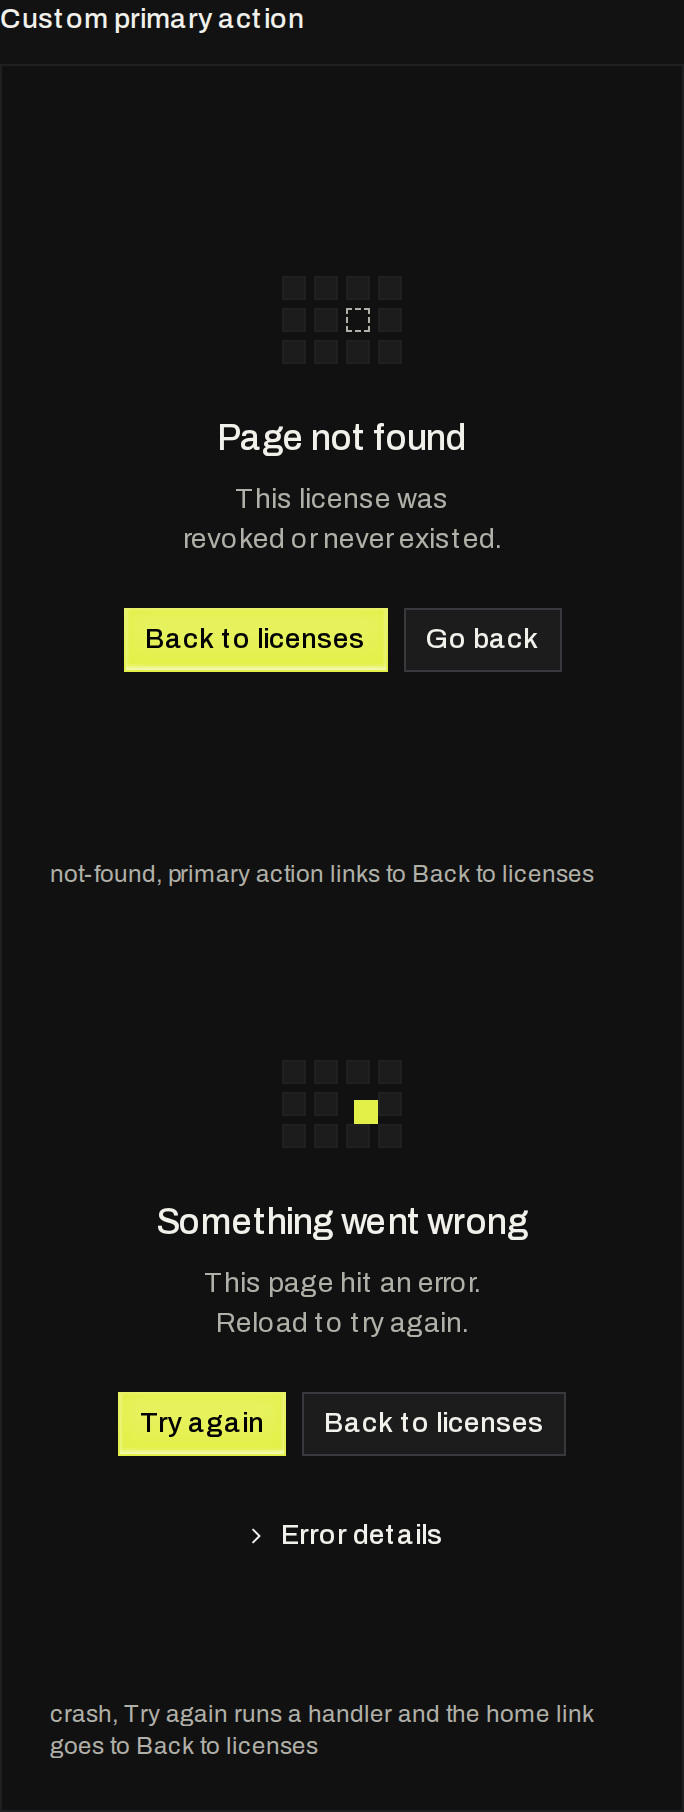 Custom primary action
Page not found
This license was
revoked or never existed.
Back to licenses
Go back
not-found, primary action links to Back to licenses
Something went wrong
This page hit an error.
Reload to try again.
Try again
Back to licenses
Error details
crash, Try again runs a handler and the home link
goes to Back to licenses